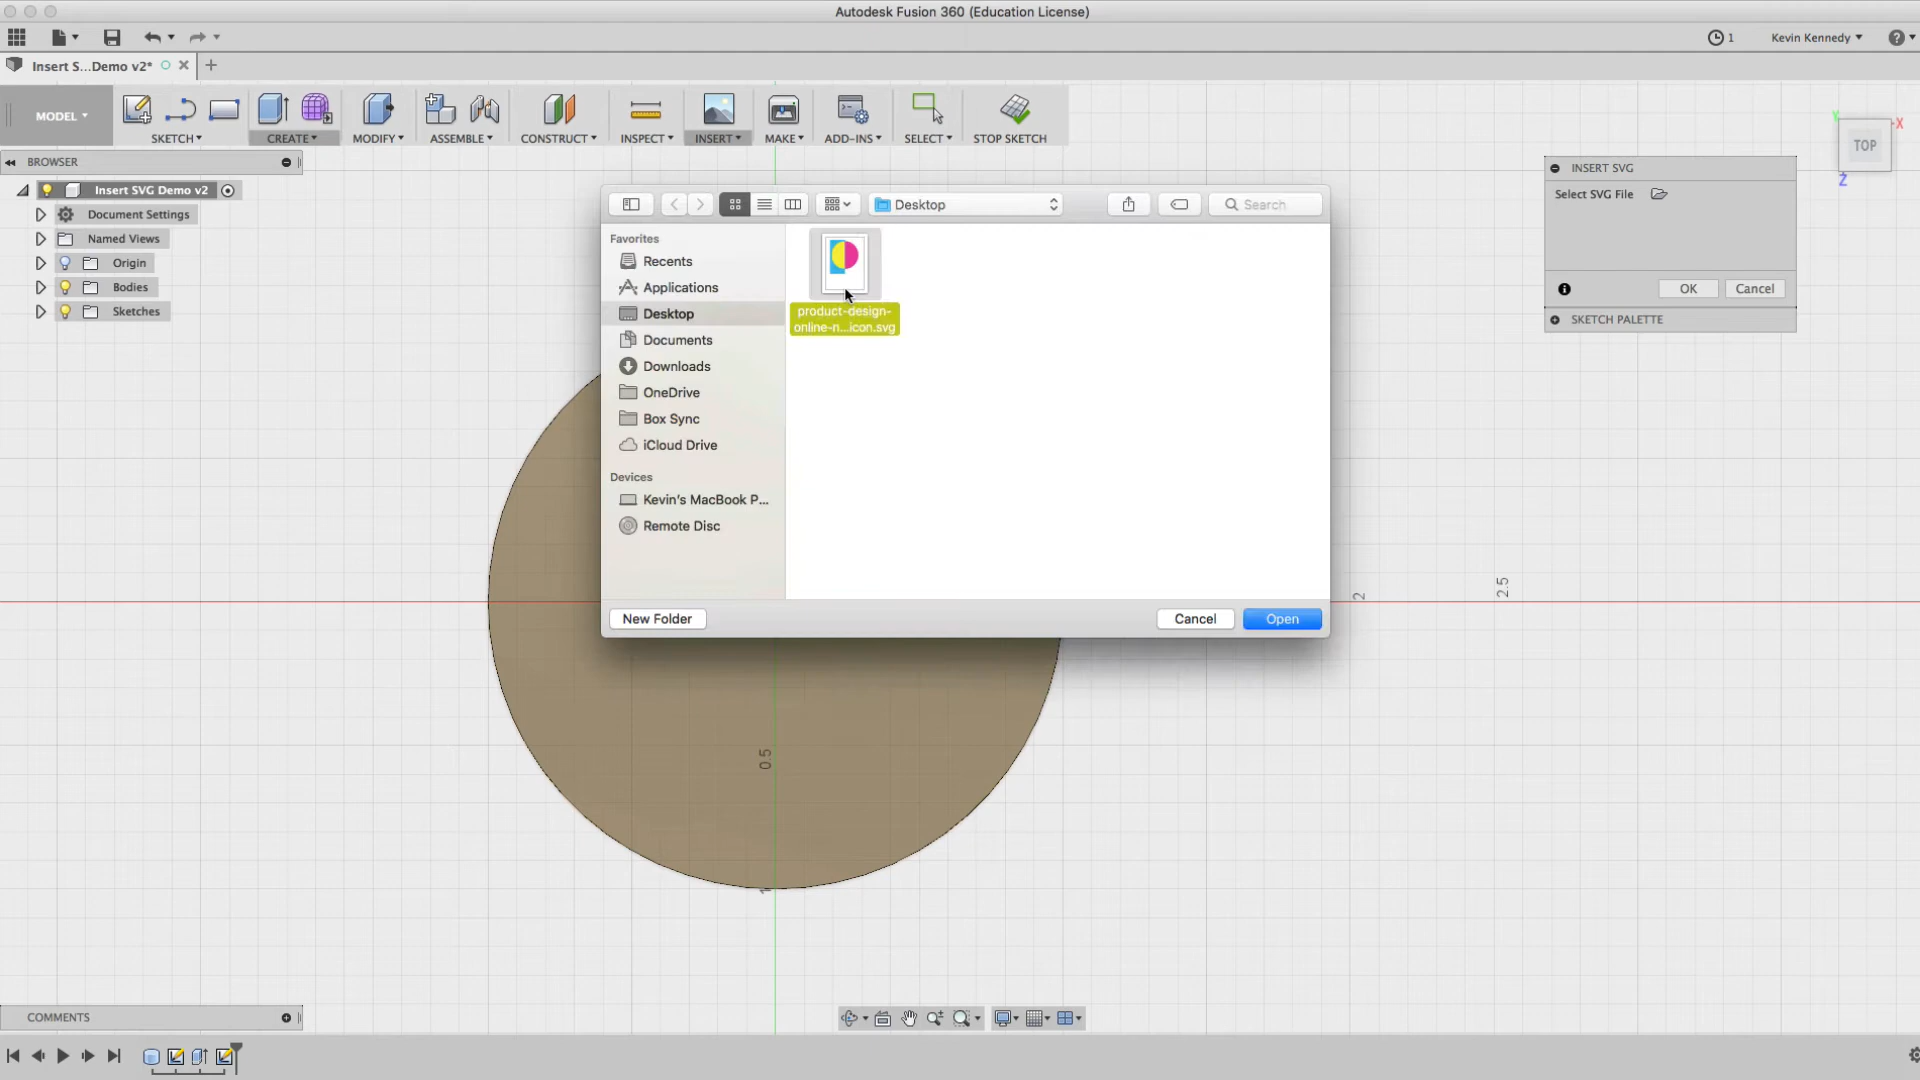 Autodesk Fusion 360 (Education License)
1
Kevin Kennedy
Insert S...Demo v2*
MODEL
SKETCH
CREATE
MODIFY
ASSEMBLE
CONSTRUCT
INSPECT
INSERT
MAKE
ADD-INS
SELECT
STOP SKETCH
BROWSER
Insert SVG Demo v2
Document Settings
Named Views
Origin
Bodies
Sketches
Desktop
Search
Favorites
Recents
Applications
Desktop
Documents
Downloads
OneDrive
Box Sync
iCloud Drive
Devices
Kevin's MacBook P...
Remote Disc
product-design-
online-n...icon.svg
New Folder
Cancel
Open
INSERT SVG
Select SVG File
OK
Cancel
SKETCH PALETTE
TOP
Y
X
Z
2
2.5
0.5
1
COMMENTS